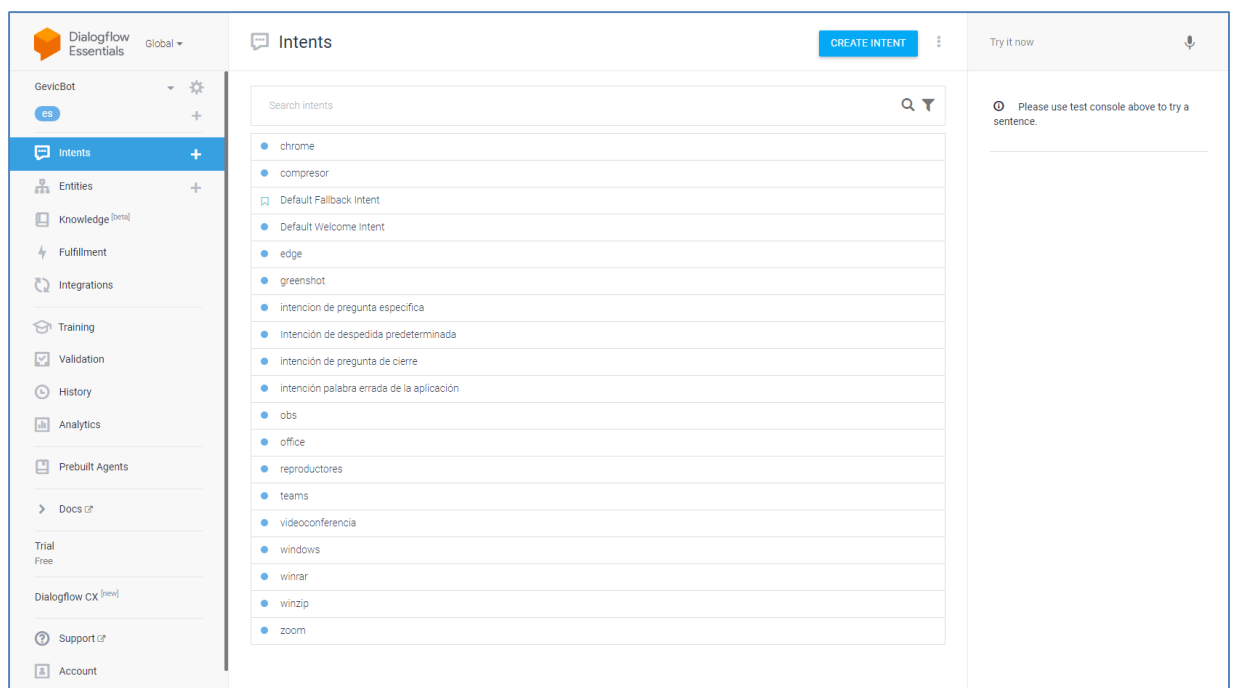 Dialogflow
Essentials
Global
GevicBot
es
Intents
Entities
Knowledge [beta]
Fulfillment
Integrations
Training
Validation
History
Analytics
Prebuilt Agents
Docs
Trial
Free
Dialogflow CX [new]
Support
Account
Intents
CREATE INTENT
Search intents
chrome
compresor
Default Fallback Intent
Default Welcome Intent
edge
greenshot
intencion de pregunta especifica
Intención de despedida predeterminada
intención de pregunta de cierre
intención palabra errada de la aplicación
obs
office
reproductores
teams
videoconferencia
windows
winrar
winzip
zoom
Try it now
Please use test console above to try a
sentence.